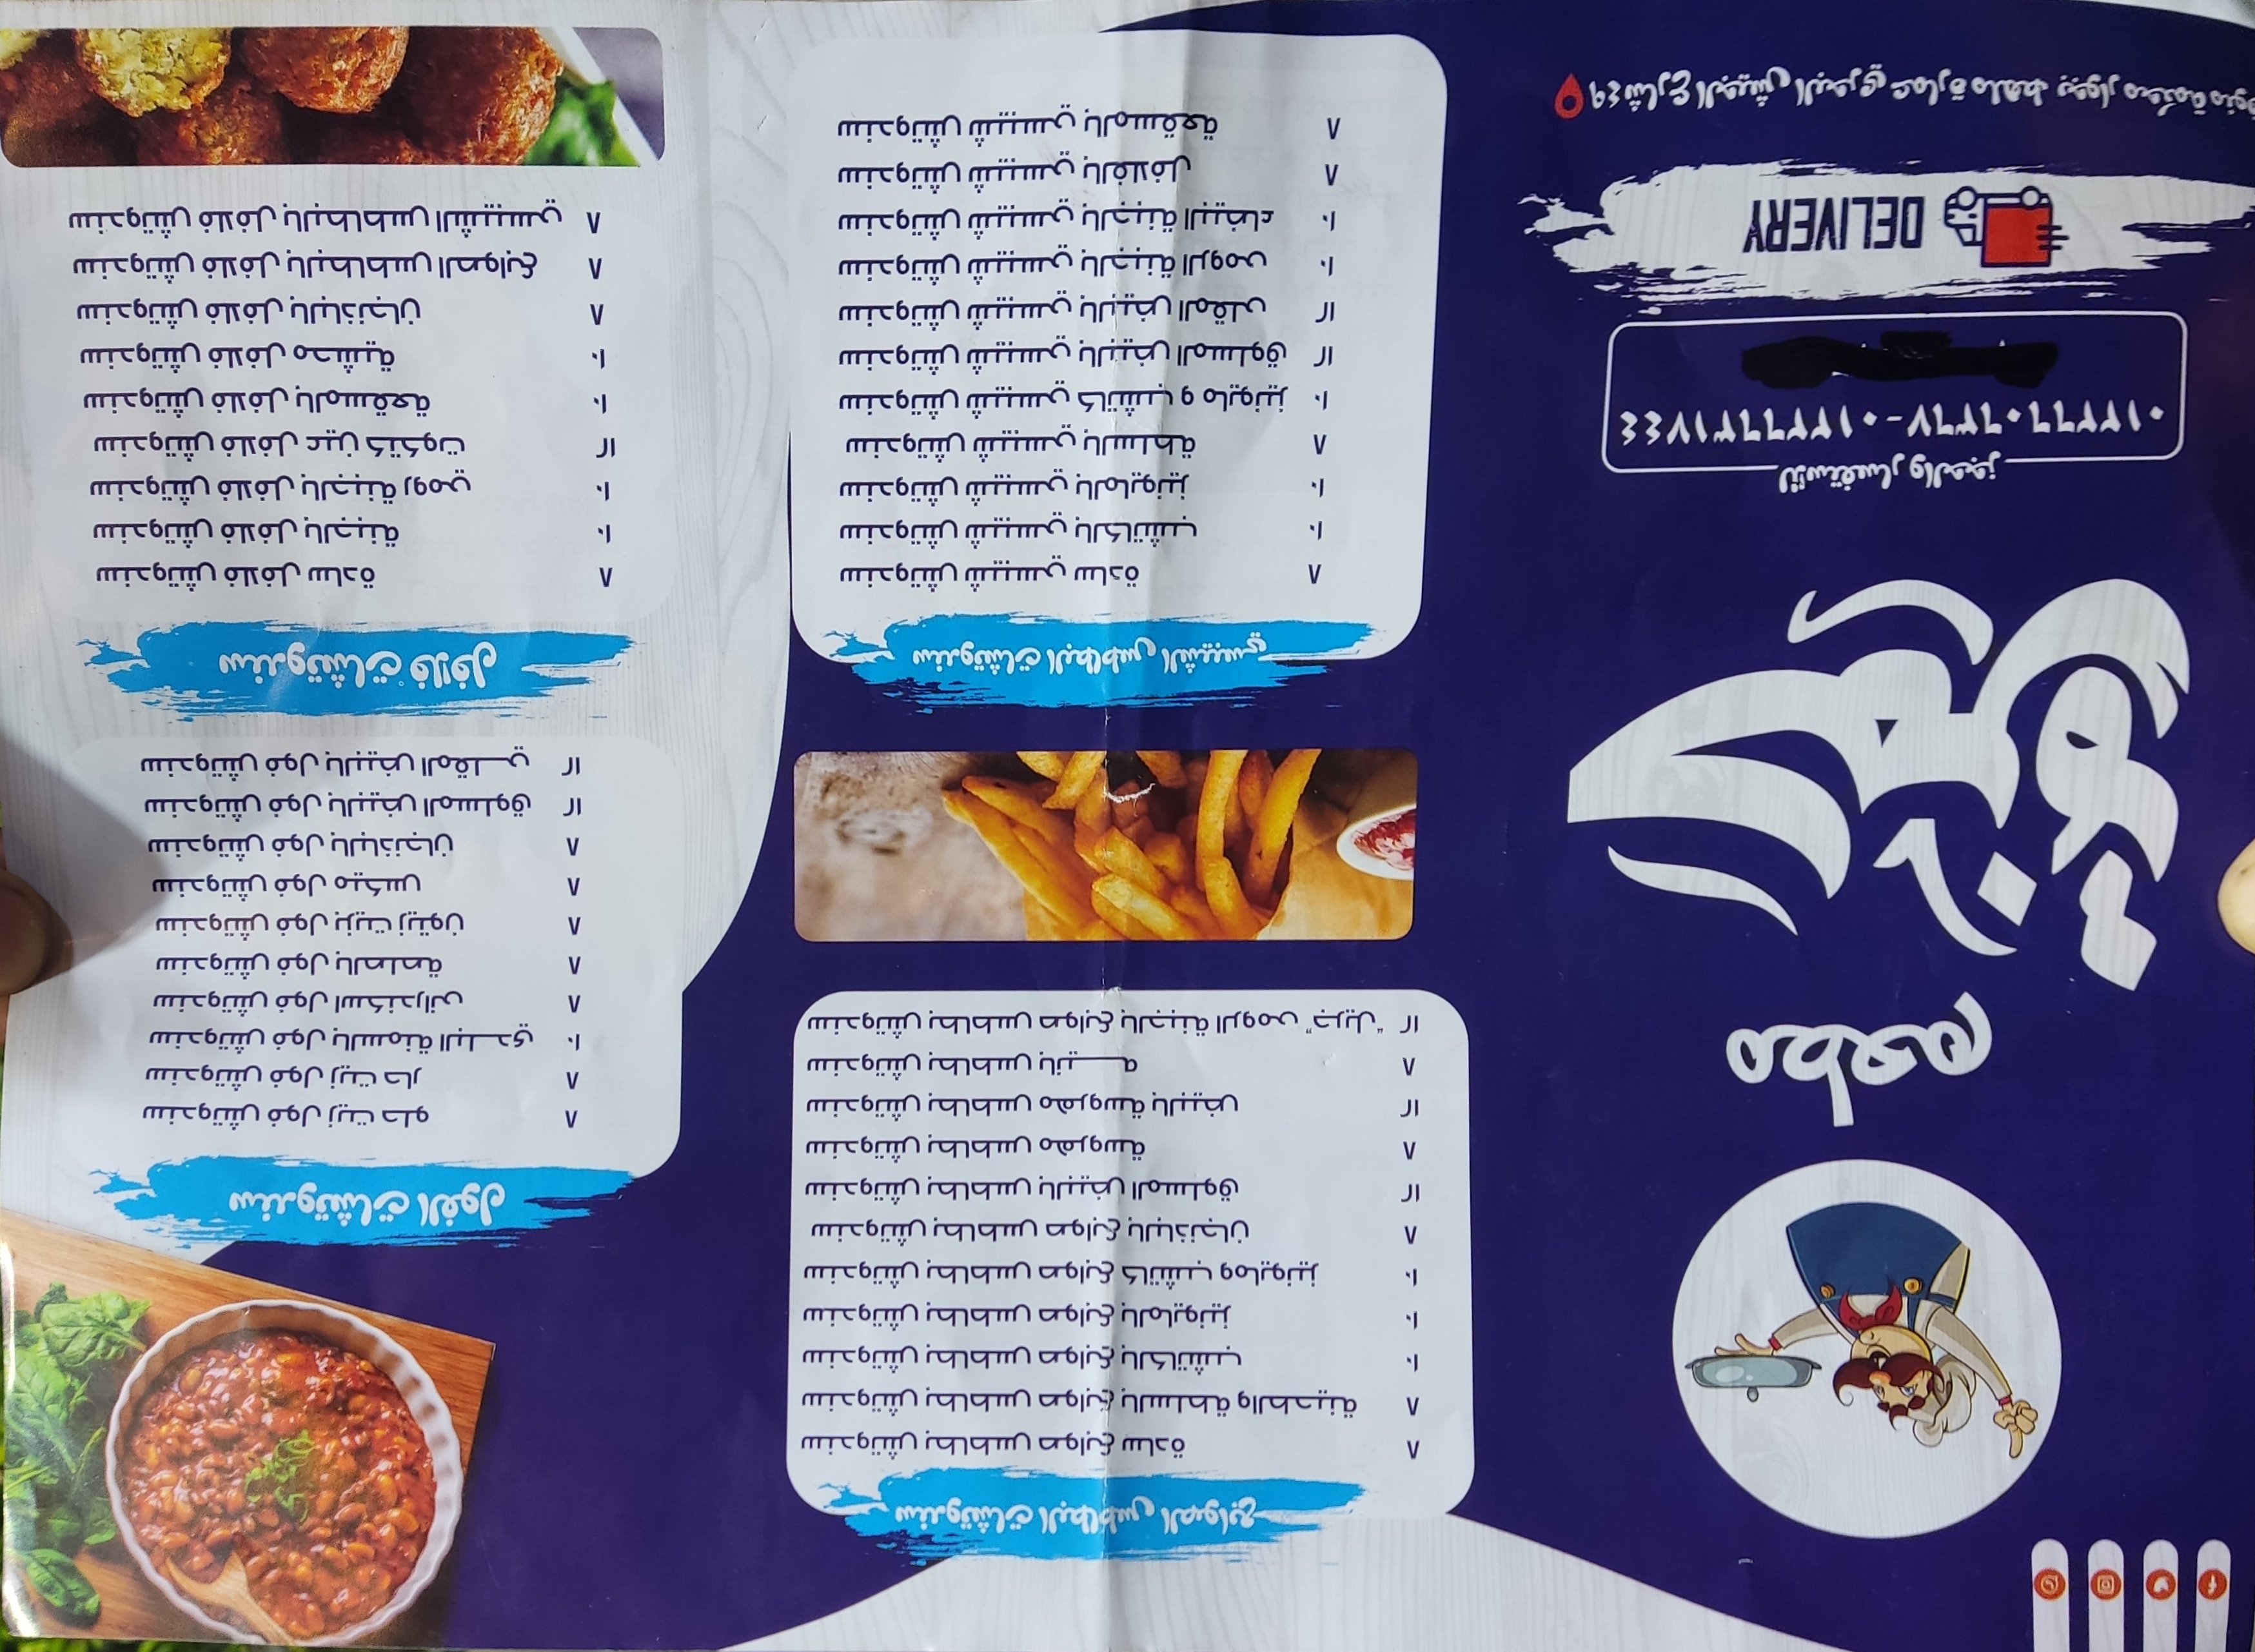 سندوتشات الفول
سندوتش فول زيت حلو ٨
سندوتش فول زيت حار ٨
سندوتش فول بالسمنة البلدي ١٠
سندوتش فول اسكندرانى ٨
سندوتش فول بالصلصة ٨
سندوتش فول بزيت زيتون ٨
سندوتش فول ميكس ٨
سندوتش فول بالباذنجان ٨
سندوتش فول بالبيض المسلوق ١٢
سندوتش فول بالبيض المقلي ١٢
سندوتشات فلافل
سندوتش فلافل سادة ٨
سندوتش فلافل بالجبنة ١٠
سندوتش فلافل بالجبنة رومي ١٠
سندوتش فلافل عين كتكوت ١٢
سندوتش فلافل بالمسقعة ١٠
سندوتش فلافل محشية ١٠
سندوتش فلافل بالباذنجان ٨
سندوتش فلافل بالبطاطس الصوابع ٨
سندوتش فلافل بالبطاطس الشيبسي ٨
سندوتشات البطاطس الصوابع
سندوتش بطاطس صوابع سادة ٨
سندوتش بطاطس صوابع بالسلطة والطحينة ٨
سندوتش بطاطس صوابع بالكاتشب ١٠
سندوتش بطاطس صوابع بالمايونيز ١٠
سندوتش بطاطس صوابع كاتشب ومايونيز ١٠
سندوتش بطاطس صوابع بالباذنجان ٨
سندوتش بطاطس بالبيض المسلوق ١٢
سندوتش بطاطس مهروسة ٨
سندوتش بطاطس مهروسة بالبيض ١٢
سندوتش بطاطس بانيـــه ٨
سندوتش بطاطس صوابع بالجبنة الرومى "جريل" ١٢
سندوتشات البطاطس الشيبسي
سندوتش شيبسي سادة ٨
سندوتش شيبسي بالكاتشب ١٠
سندوتش شيبسي بالمايونيز ١٠
سندوتش شيبسي بالسلطة ٨
سندوتش شيبسي كاتشب و مايونيز ١٠
سندوتش شيبسي بالبيض المسلوق ١٢
سندوتش شيبسي بالبيض المقلى ١٢
سندوتش شيبسي بالجبنة الرومى ١٠
سندوتش شيبسي بالجبنة البيضاء ١٠
سندوتش شيبسي بالفلافل ٨
سندوتش شيبسي بالمسقعة ٨
مطعم
حمزة
للاستفسار والحجز
٠١٢٢٦٦٠٦٣٦٧-٠١٢٢٦٦٣١٧٤٤
DELIVERY
٤٩ شارع الجيش البحري عمارة ملهط بجوار محكمة